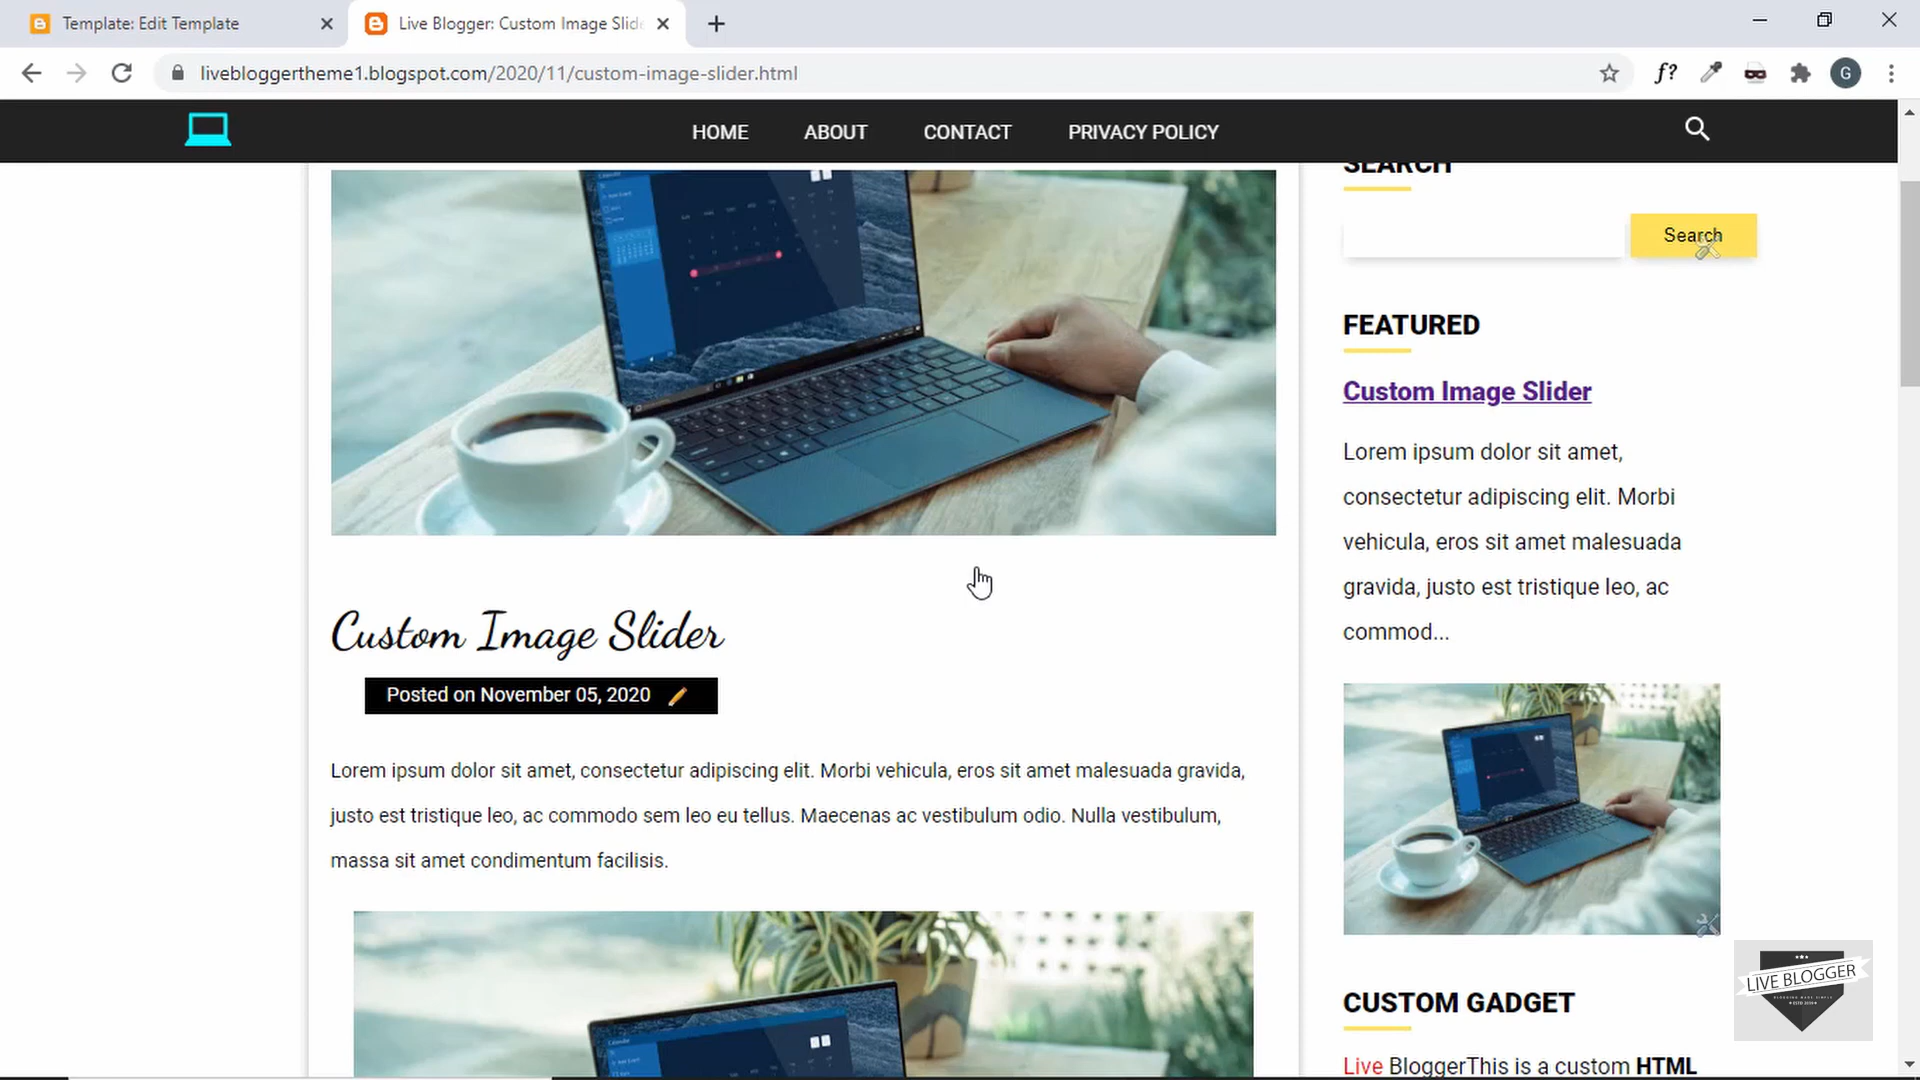 Template: Edit Template
Live Blogger: Custom Image Slid
livebloggertheme1.blogspot.com/2020/11/custom-image-slider.html
f?
G
HOME
ABOUT
CONTACT
PRIVACY POLICY
SEARCH
Search
FEATURED
Custom Image Slider
Lorem ipsum dolor sit amet,
consectetur adipiscing elit. Morbi
vehicula, eros sit amet malesuada
gravida, justo est tristique leo, ac
commod...
Custom Image Slider
Posted on November 05, 2020
Lorem ipsum dolor sit amet, consectetur adipiscing elit. Morbi vehicula, eros sit amet malesuada gravida,
justo est tristique leo, ac commodo sem leo eu tellus. Maecenas ac vestibulum odio. Nulla vestibulum,
massa sit amet condimentum facilisis.
LIVE BLOGGER
CUSTOM GADGET
Live BloggerThis is a custom HTML